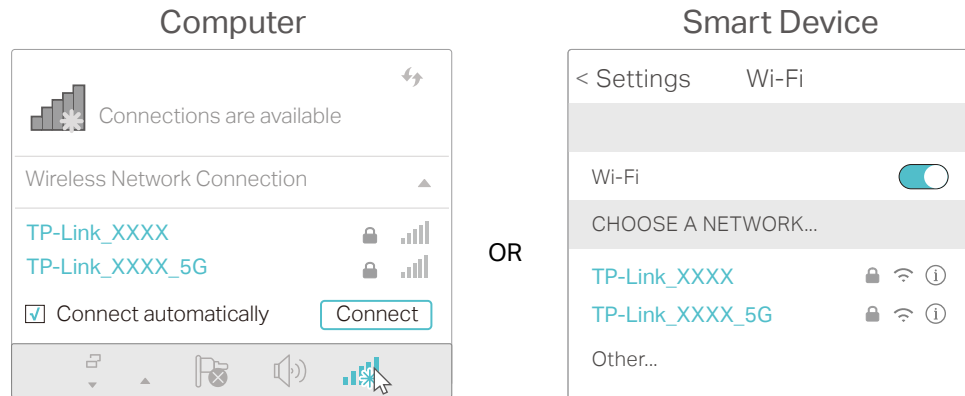 Computer
Connections are available
Wireless Network Connection
TP-Link_XXXX
TP-Link_XXXX_5G
Connect automatically
Connect
OR
Smart Device
< Settings
Wi-Fi
Wi-Fi
CHOOSE A NETWORK...
TP-Link_XXXX
TP-Link_XXXX_5G
Other...